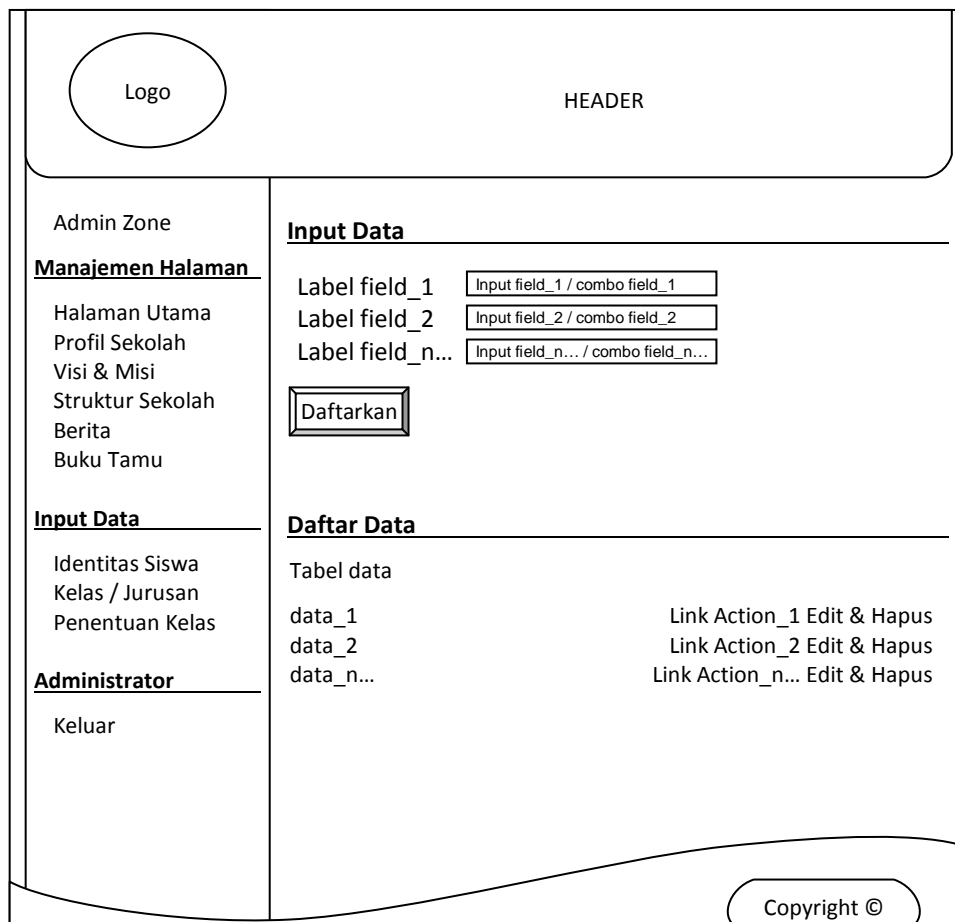 Logo
HEADER
Admin Zone
Manajemen Halaman
Halaman Utama
Profil Sekolah
Visi & Misi
Struktur Sekolah
Berita
Buku Tamu
Input Data
Identitas Siswa
Kelas / Jurusan
Penentuan Kelas
Administrator
Keluar
Input Data
Label field_1 Input field_1 / combo field_1
Label field_2 Input field_2 / combo field_2
Label field_n... Input field_n... / combo field_n...
Daftarkan
Daftar Data
Tabel data
data_1 Link Action_1 Edit & Hapus
data_2 Link Action_2 Edit & Hapus
data_n... Link Action_n... Edit & Hapus
Copyright ©